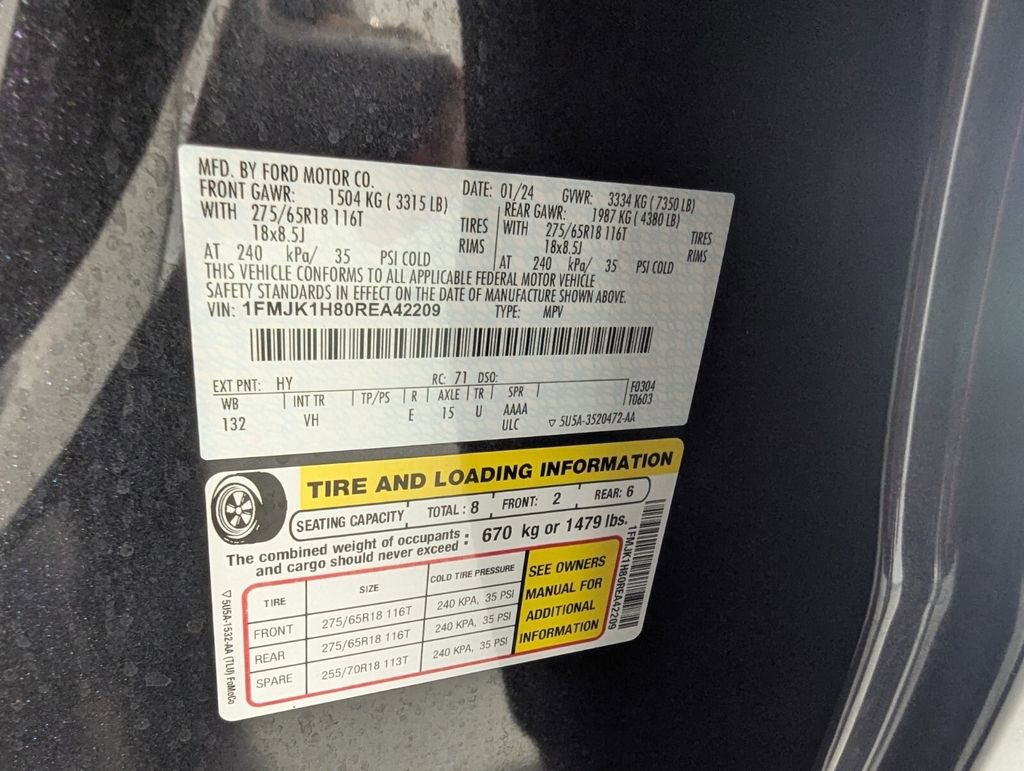 MFD. BY FORD MOTOR CO.
DATE: 01/24 GVWR: 3334 KG ( 7350 LB)
FRONT GAWR: 1504 KG ( 3315 LB) REAR GAWR: 1987 KG ( 4380 LB)
WITH 275/65R18 116T TIRES WITH 275/65R18 116T TIRES
18x8.5J RIMS 18x8.5J RIMS
AT 240 kPa/ 35 PSI COLD AT 240 kPa/ 35 PSI COLD
THIS VEHICLE CONFORMS TO ALL APPLICABLE FEDERAL MOTOR VEHICLE
SAFETY STANDARDS IN EFFECT ON THE DATE OF MANUFACTURE SHOWN ABOVE.
VIN: 1FMJK1H80REA42209 TYPE: MPV
EXT PNT: HY RC: 71 DSO:
WB INT TR TP/PS R AXLE TR SPR F0304
T0603
132 VH E 15 U AAAA
ULC ▽ 5U5A-3520472-AA
TIRE AND LOADING INFORMATION
SEATING CAPACITY TOTAL : 8 FRONT: 2 REAR: 6
The combined weight of occupants
and cargo should never exceed : 670 kg or 1479 lbs.
TIRE SIZE COLD TIRE PRESSURE
FRONT 275/65R18 116T 240 KPA, 35 PSI
REAR 275/65R18 116T 240 KPA, 35 PSI
SPARE 255/70R18 113T 240 KPA, 35 PSI
SEE OWNERS
MANUAL FOR
ADDITIONAL
INFORMATION
1FMJK1H80REA42209
▽ 5U5A-1532-AA (TLU) FoMoCo